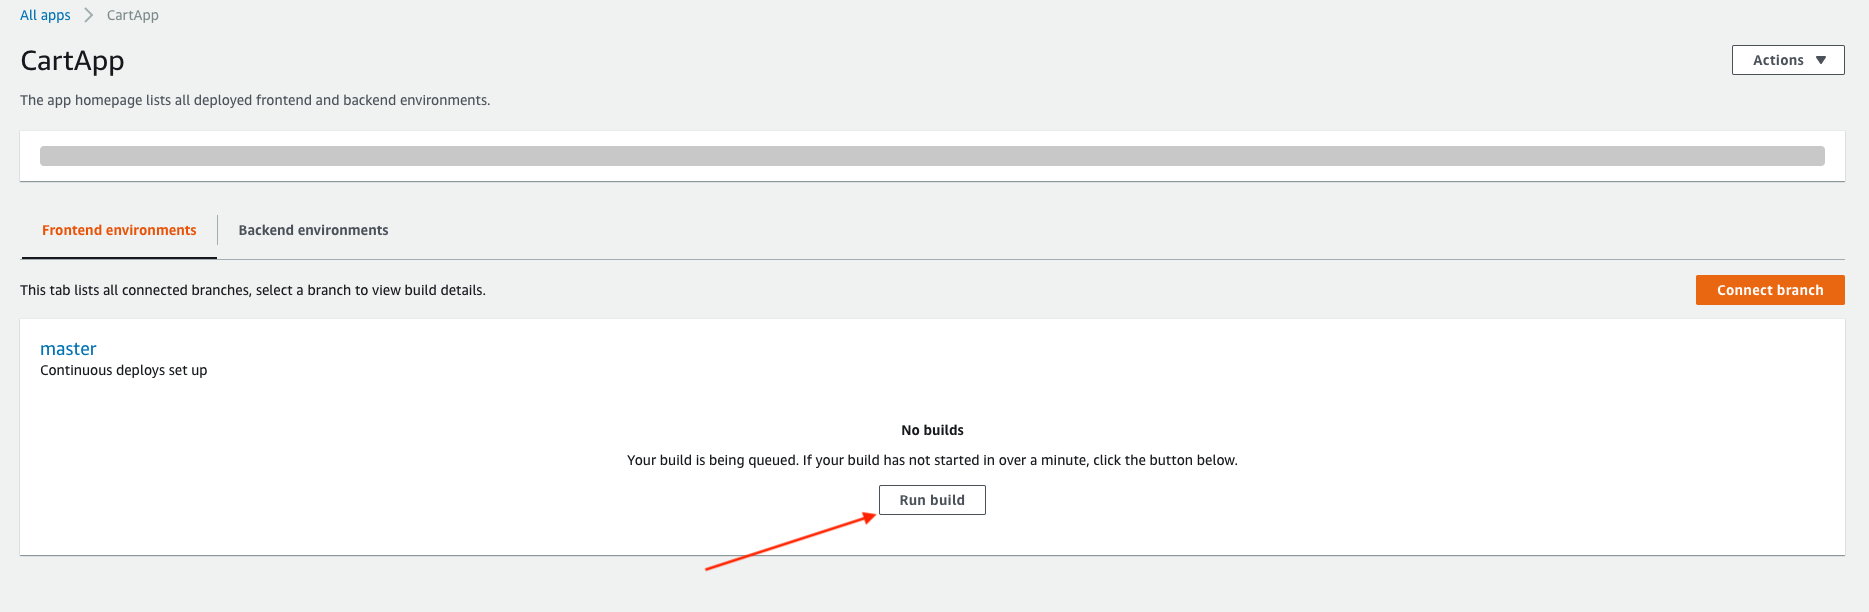 All apps > CartApp
CartApp
Actions ▼
The app homepage lists all deployed frontend and backend environments.
Frontend environments
Backend environments
This tab lists all connected branches, select a branch to view build details.
Connect branch
master
Continuous deploys set up
No builds
Your build is being queued. If your build has not started in over a minute, click the button below.
Run build